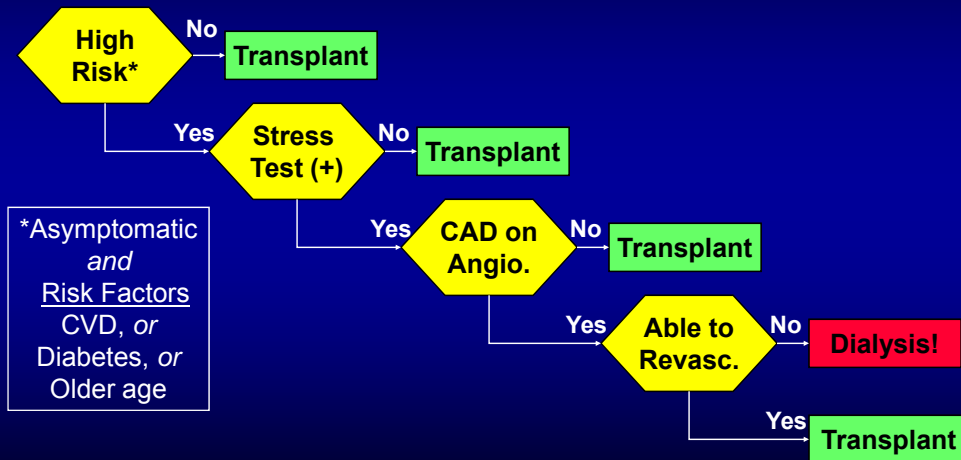 High
Risk*
No
Transplant
Yes
Stress
Test (+)
No
Transplant
*Asymptomatic
and
Risk Factors
CVD, or
Diabetes, or
Older age
Yes
CAD on
Angio.
No
Transplant
Yes
Able to
Revasc.
No
Dialysis!
Yes
Transplant